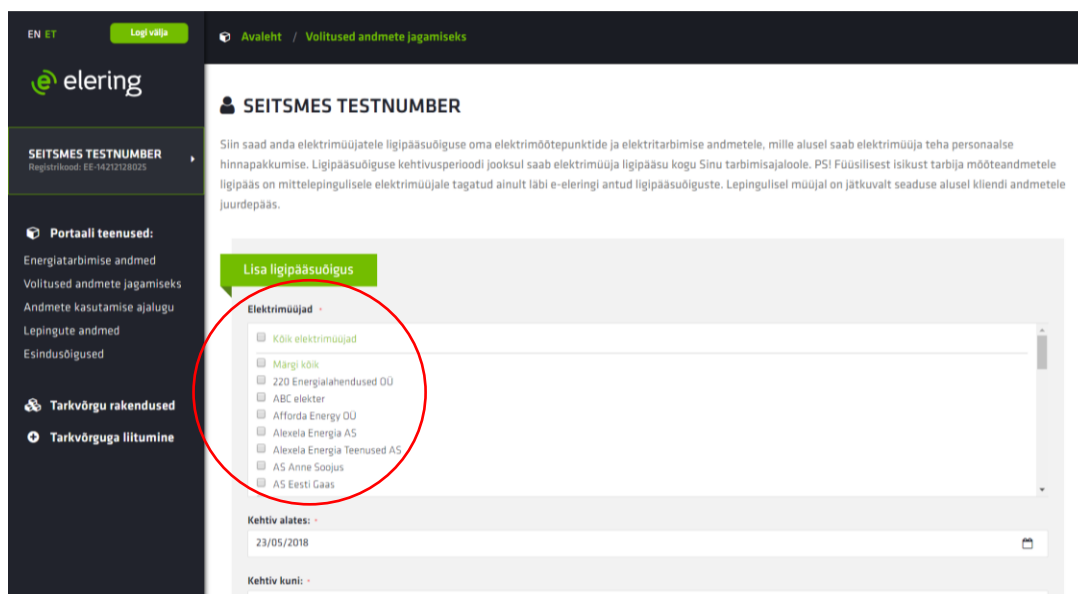 EN ET
Logi välja
elering
SEITSMES TESTNUMBER
Registrikood: EE-14212128025
Portaali teenused:
Energiatarbimise andmed
Volitused andmete jagamiseks
Andmete kasutamise ajalugu
Lepingute andmed
Esindusõigused
Tarkvõrgu rakendused
Tarkvõrguga liitumine
Avaleht / Volitused andmete jagamiseks
SEITSMES TESTNUMBER
Siin saad anda elektrimüüjatele ligipääsuõiguse oma elektrimõõtepunktide ja elektritarbimise andmetele, mille alusel saab elektrimüüja teha personaalse
hinnapakkumise. Ligipääsuõiguse kehtivusperioodi jooksul saab elektrimüüja ligipääsu kogu Sinu tarbimisajaloole. PS! Füüsilisest isikust tarbija mõõteandmetele
ligipääs on mittelepingulisele elektrimüüjale tagatud ainult läbi e-eleringi antud ligipääsuõiguste. Lepingulisel müüjal on jätkuvalt seaduse alusel kliendi andmetele
juurdepääs.
Lisa ligipääsuõigus
Elektrimüüjad *
Kõik elektrimüüjad
Märgi kõik
220 Energialahendused OÜ
ABC elekter
Afforda Energy OÜ
Alexela Energia AS
Alexela Energia Teenused AS
AS Anne Soojus
AS Eesti Gaas
Kehtiv alates: *
23/05/2018
Kehtiv kuni: *